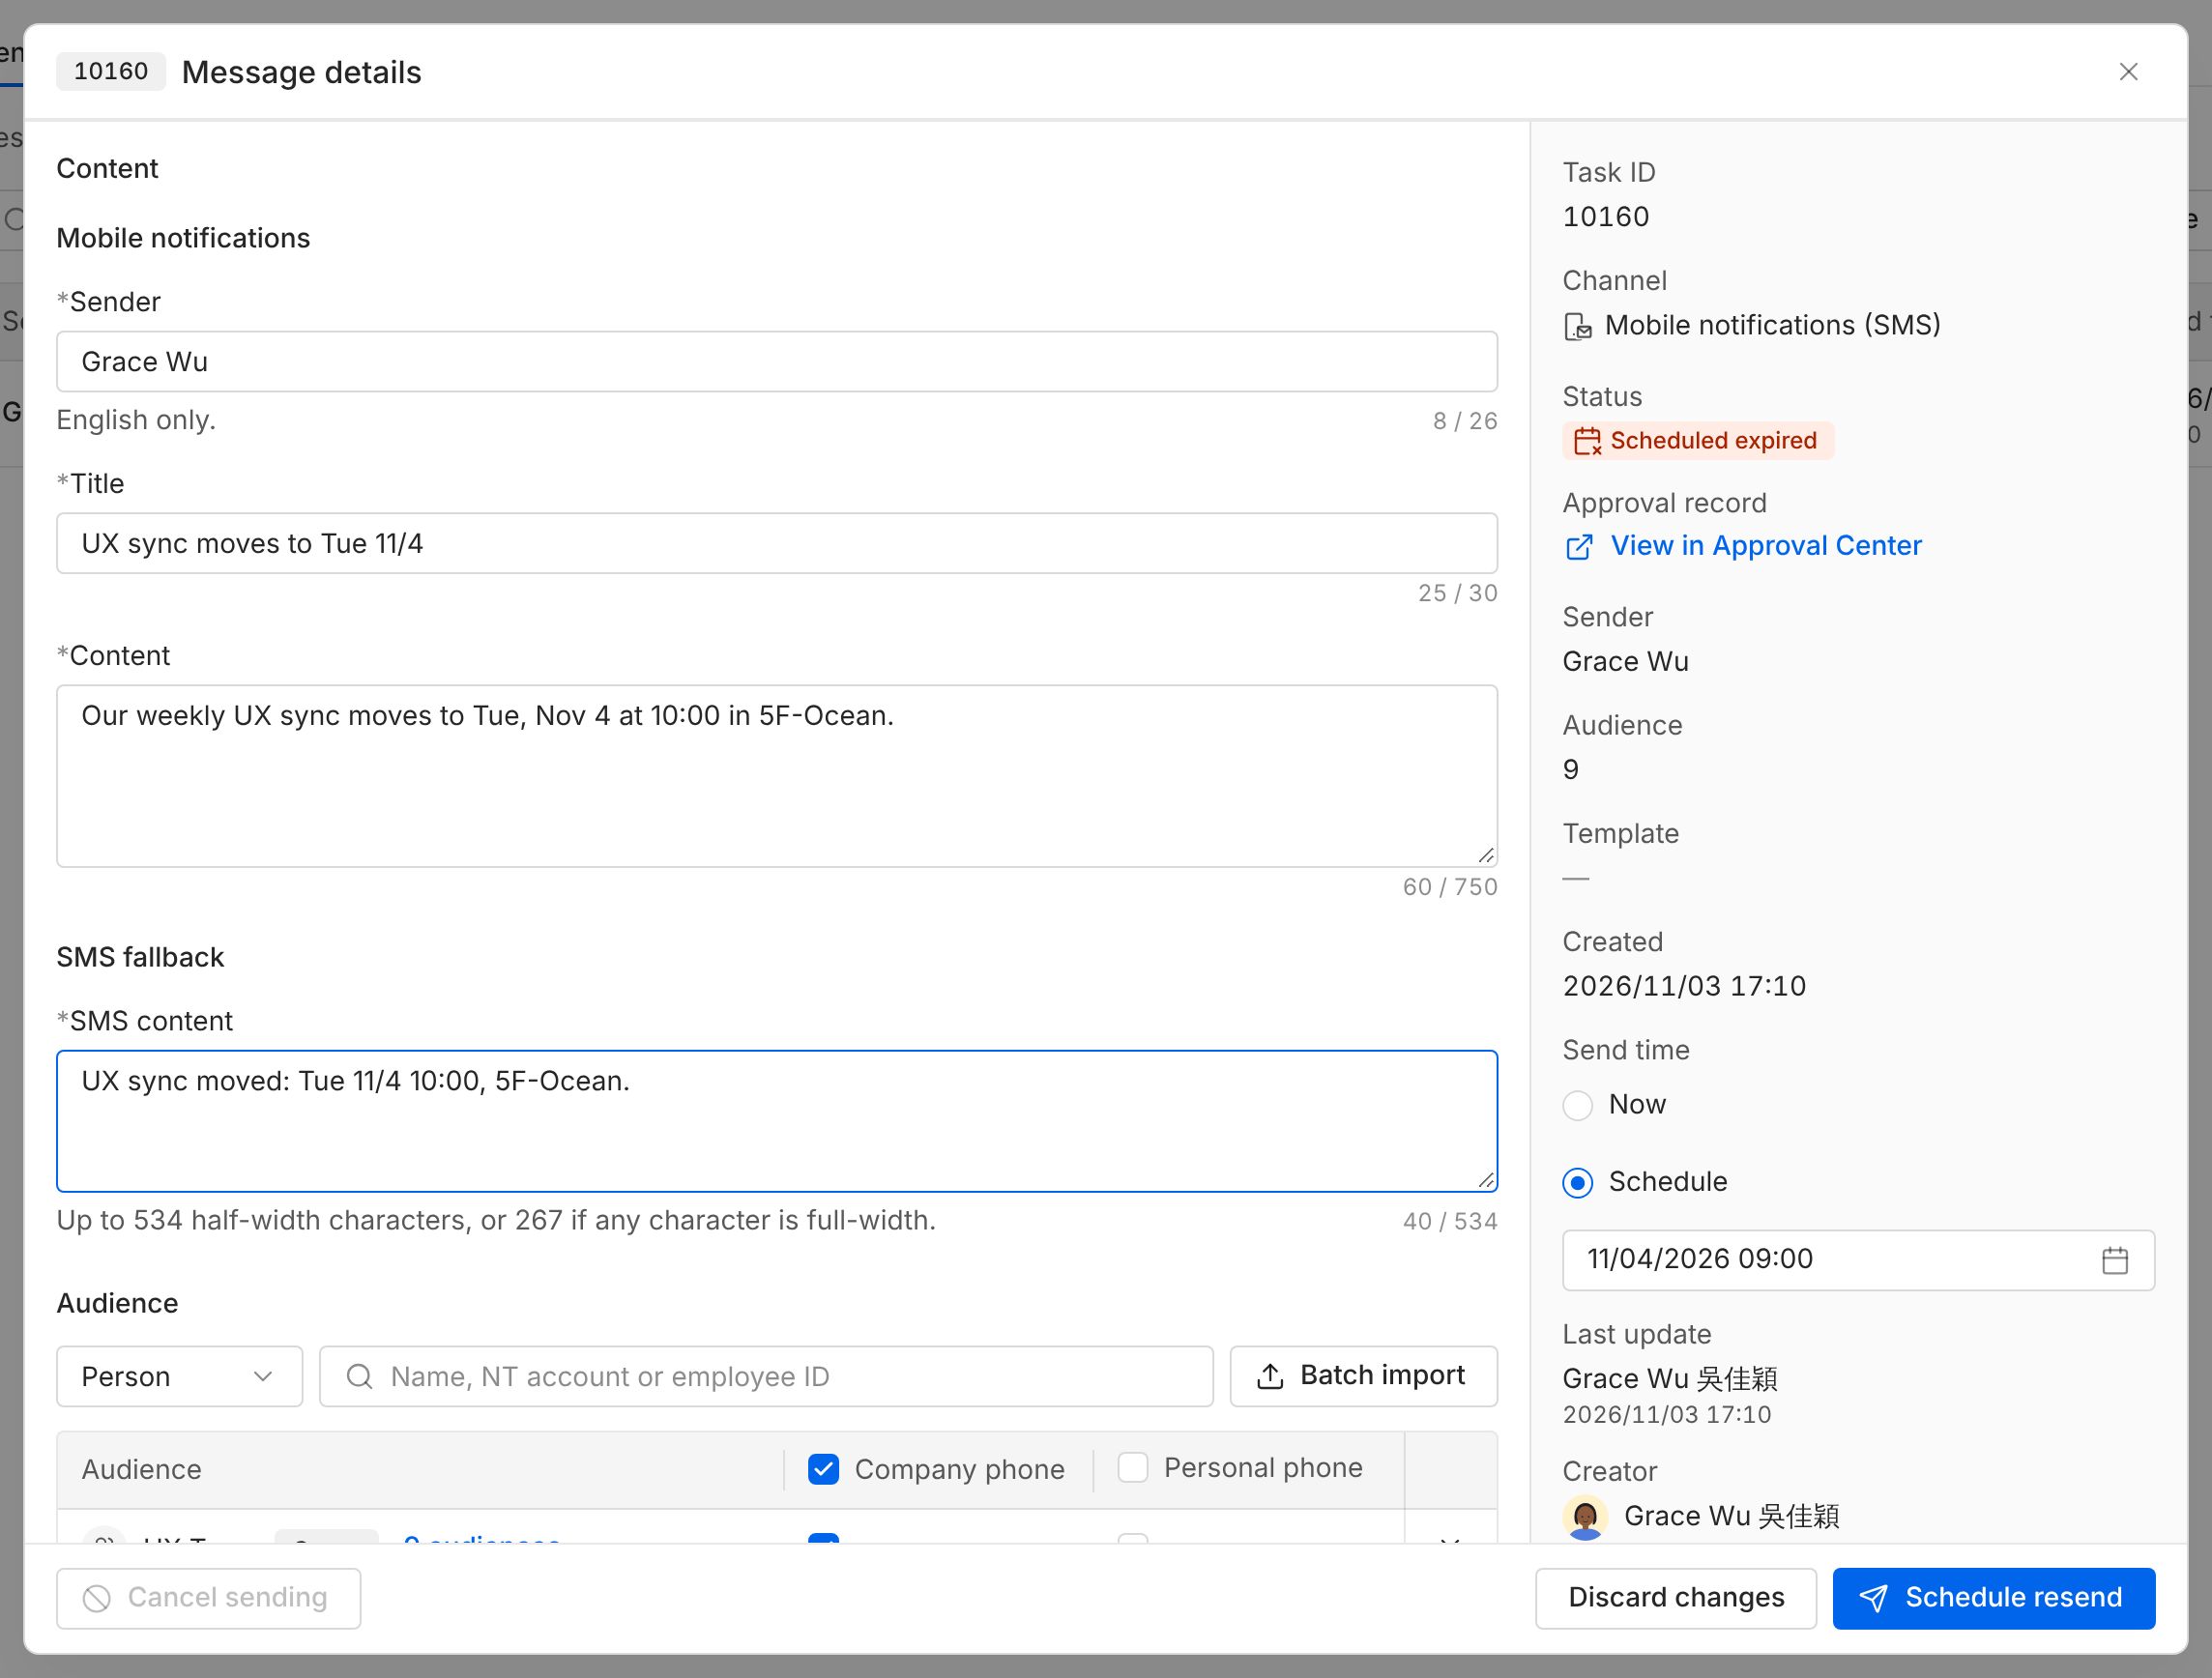 10160 Message details
Content
Mobile notifications
*Sender
Grace Wu
English only. 8 / 26
*Title
UX sync moves to Tue 11/4
25 / 30
*Content
Our weekly UX sync moves to Tue, Nov 4 at 10:00 in 5F-Ocean.
60 / 750
SMS fallback
*SMS content
UX sync moved: Tue 11/4 10:00, 5F-Ocean.
Up to 534 half-width characters, or 267 if any character is full-width. 40 / 534
Audience
Person Name, NT account or employee ID Batch import
Audience Company phone Personal phone
Cancel sending Discard changes Schedule resend
Task ID
10160
Channel
Mobile notifications (SMS)
Status
Scheduled expired
Approval record
View in Approval Center
Sender
Grace Wu
Audience
9
Template
—
Created
2026/11/03 17:10
Send time
Now
Schedule
11/04/2026 09:00
Last update
Grace Wu 吳佳穎
2026/11/03 17:10
Creator
Grace Wu 吳佳穎